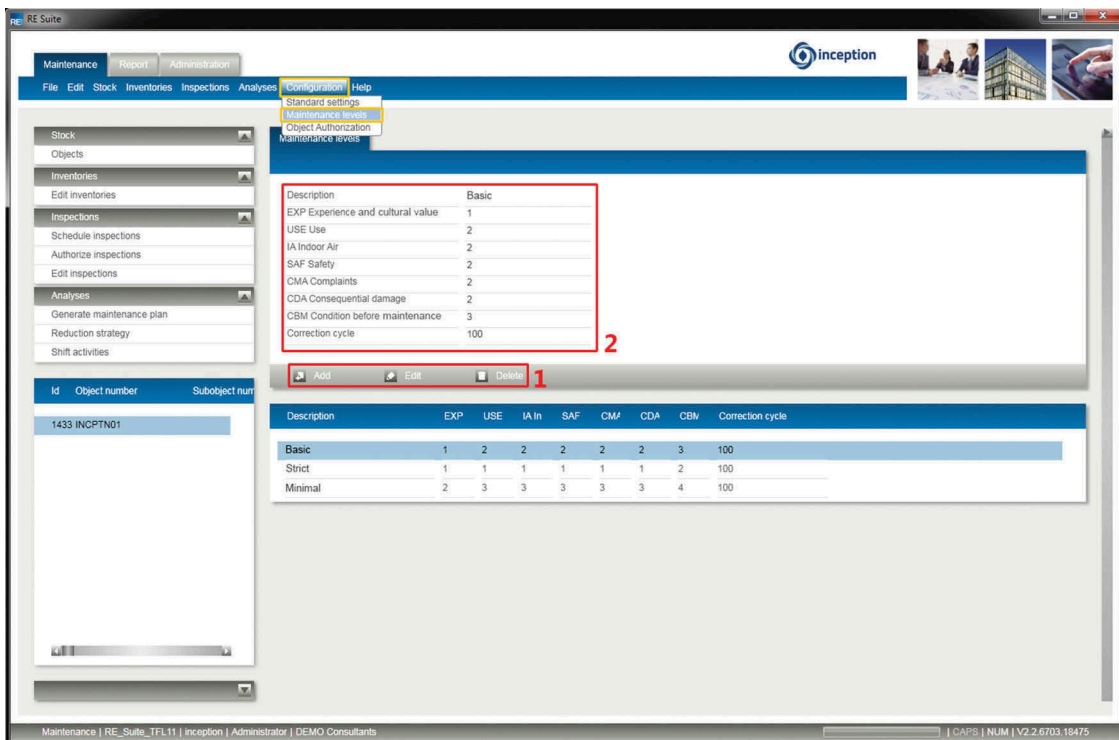 RE Suite
inception
Maintenance Report Administration
File Edit Stock Inventories Inspections Analyses Configuration Help
Standard settings
Maintenance levels
Object Authorization
Maintenance levels
Stock
Objects
Inventories
Edit inventories
Inspections
Schedule inspections
Authorize inspections
Edit inspections
Analyses
Generate maintenance plan
Reduction strategy
Shift activities
Id Object number Subobject num
1433 INCPTN01
Description Basic
EXP Experience and cultural value 1
USE Use 2
IA Indoor Air 2
SAF Safety 2
CMA Complaints 2
CDA Consequential damage 2
CBM Condition before maintenance 3
Correction cycle 100
2
Add Edit Delete 1
Description EXP USE IA In SAF CMA CDA CBM Correction cycle
Basic 1 2 2 2 2 2 3 100
Strict 1 1 1 1 1 1 2 100
Minimal 2 3 3 3 3 3 4 100
Maintenance | RE_Suite_TFL11 | inception | Administrator | DEMO Consultants | CAPS | NUM | V2.2.6703.18475